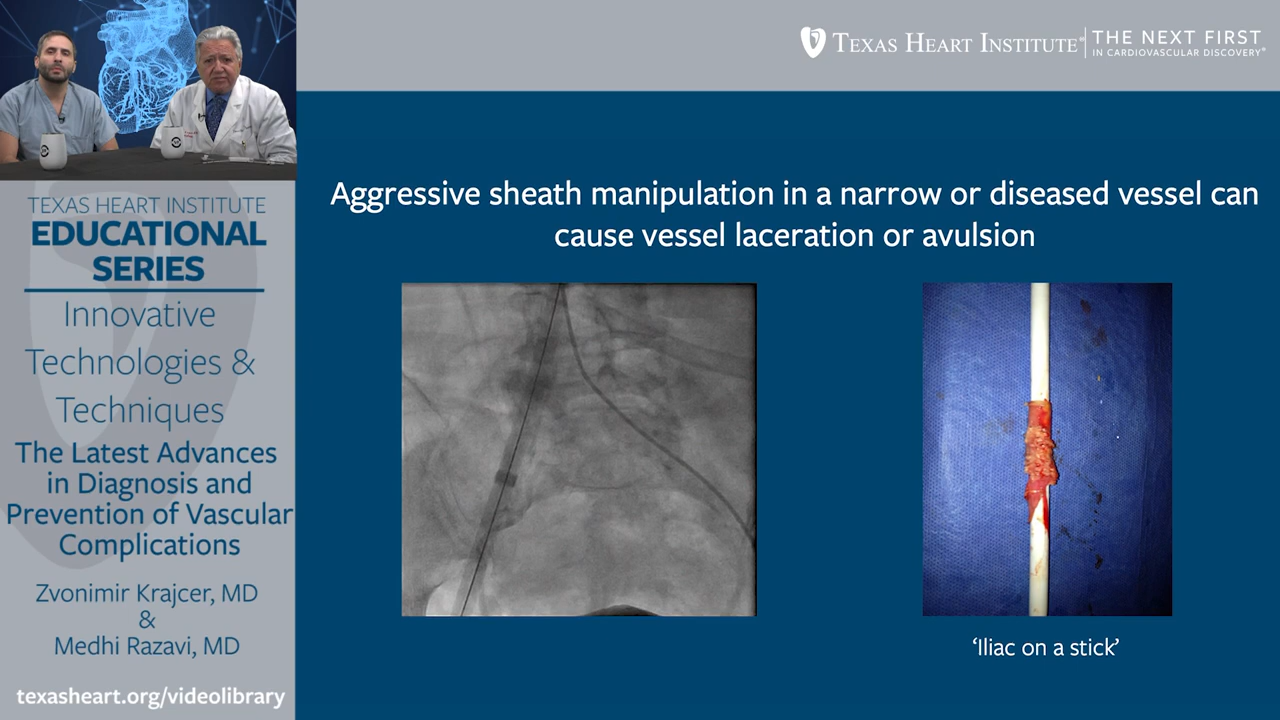 TEXAS HEART INSTITUTE®
THE NEXT FIRST
IN CARDIOVASCULAR DISCOVERY®
TEXAS HEART INSTITUTE
EDUCATIONAL
SERIES
Innovative
Technologies &
Techniques
The Latest Advances
in Diagnosis and
Prevention of Vascular
Complications
Zvonimir Krajcer, MD
&
Medhi Razavi, MD
texasheart.org/videolibrary
Aggressive sheath manipulation in a narrow or diseased vessel can
cause vessel laceration or avulsion
‘Iliac on a stick’